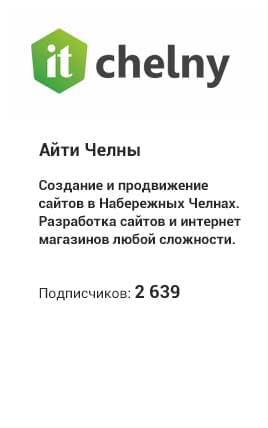 it chelny
Айти Челны
Создание и продвижение
сайтов в Набережных Челнах.
Разработка сайтов и интернет
магазинов любой сложности.
Подписчиков: 2 639